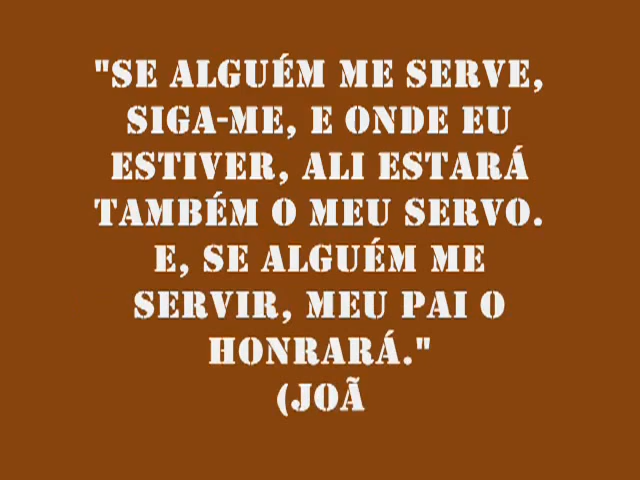 "SE ALGUÉM ME SERVE,
SIGA-ME, E ONDE EU
ESTIVER, ALI ESTARÁ
TAMBÉM O MEU SERVO.
E, SE ALGUÉM ME
SERVIR, MEU PAI O
HONRARÁ."
(JOÃ